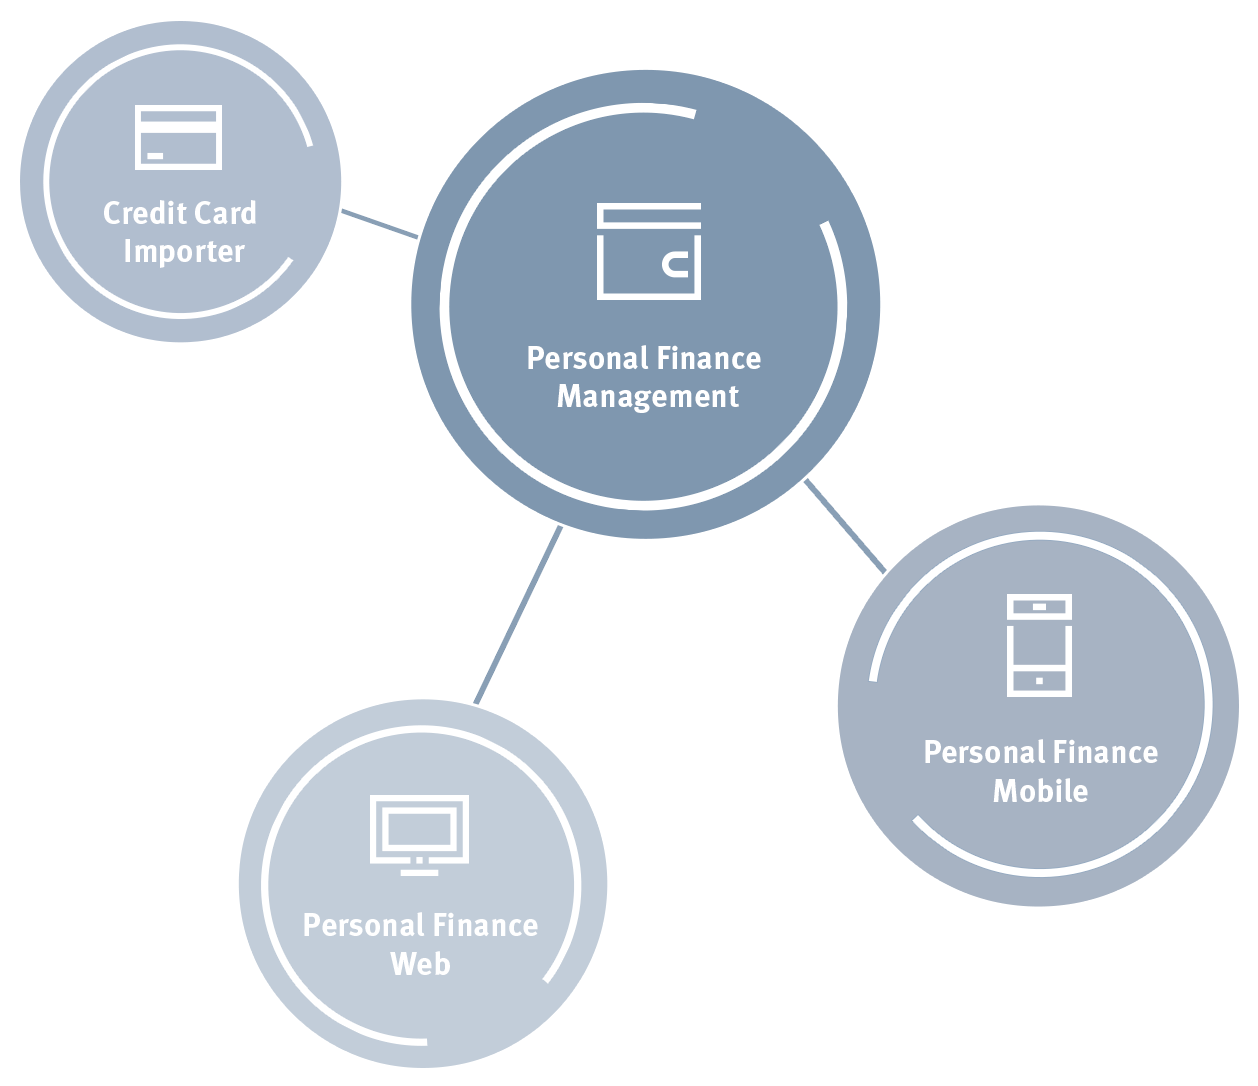 Credit Card
Importer
Personal Finance
Management
Personal Finance
Mobile
Personal Finance
Web